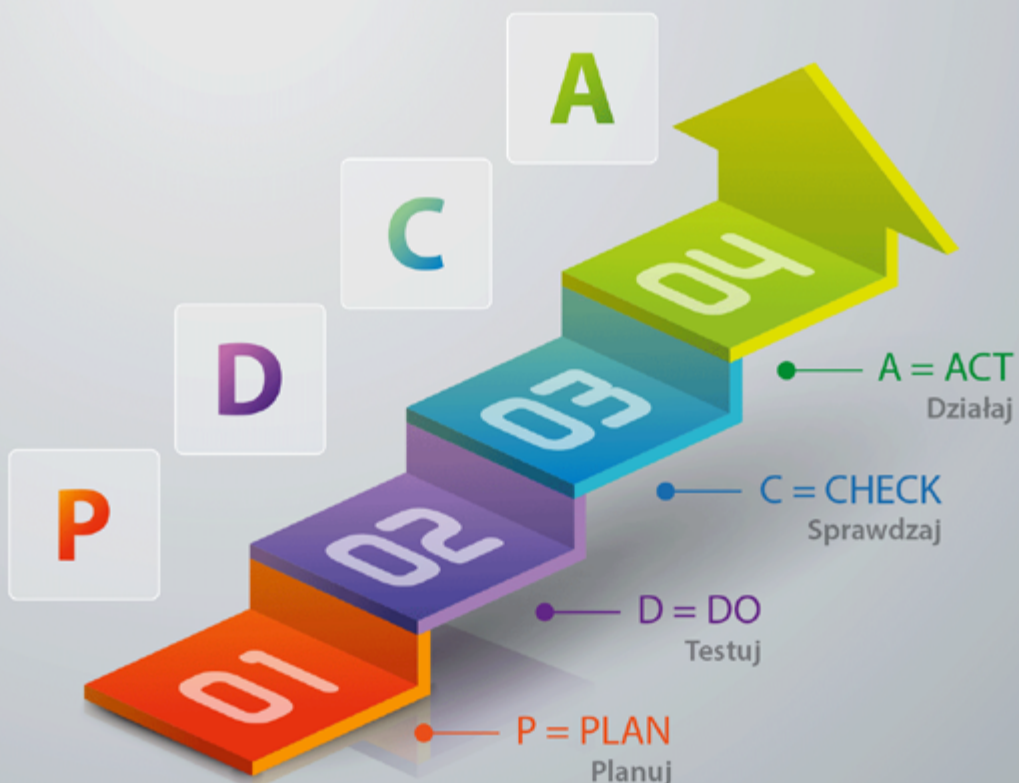 A
C
D
P
04
03
02
01
A = ACT
Działaj
C = CHECK
Sprawdzaj
D = DO
Testuj
P = PLAN
Planuj